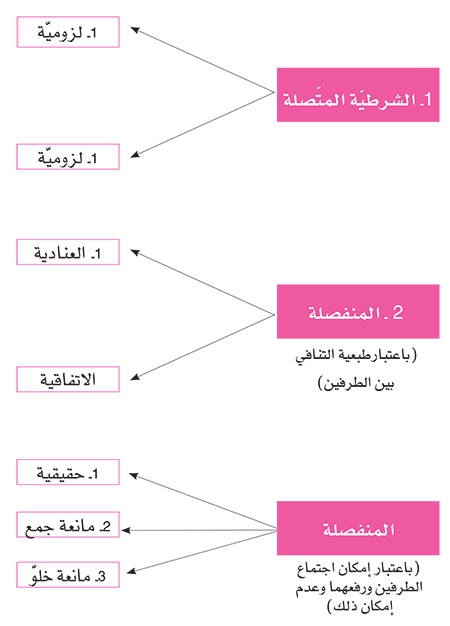 1ـ الشرطيّة المتّصلة
1ـ لزوميّة
1ـ لزوميّة
2 ـ المنفصلة
(باعتبارطبعية التنافي
بين الطرفين)
1ـ العنادية
الاتفاقية
المنفصلة
(باعتبار إمكان اجتماع
الطرفين ورفعهما وعدم
إمكان ذلك)
1ـ حقيقية
2ـ مانعة جمع
3ـ مانعة خلوّ